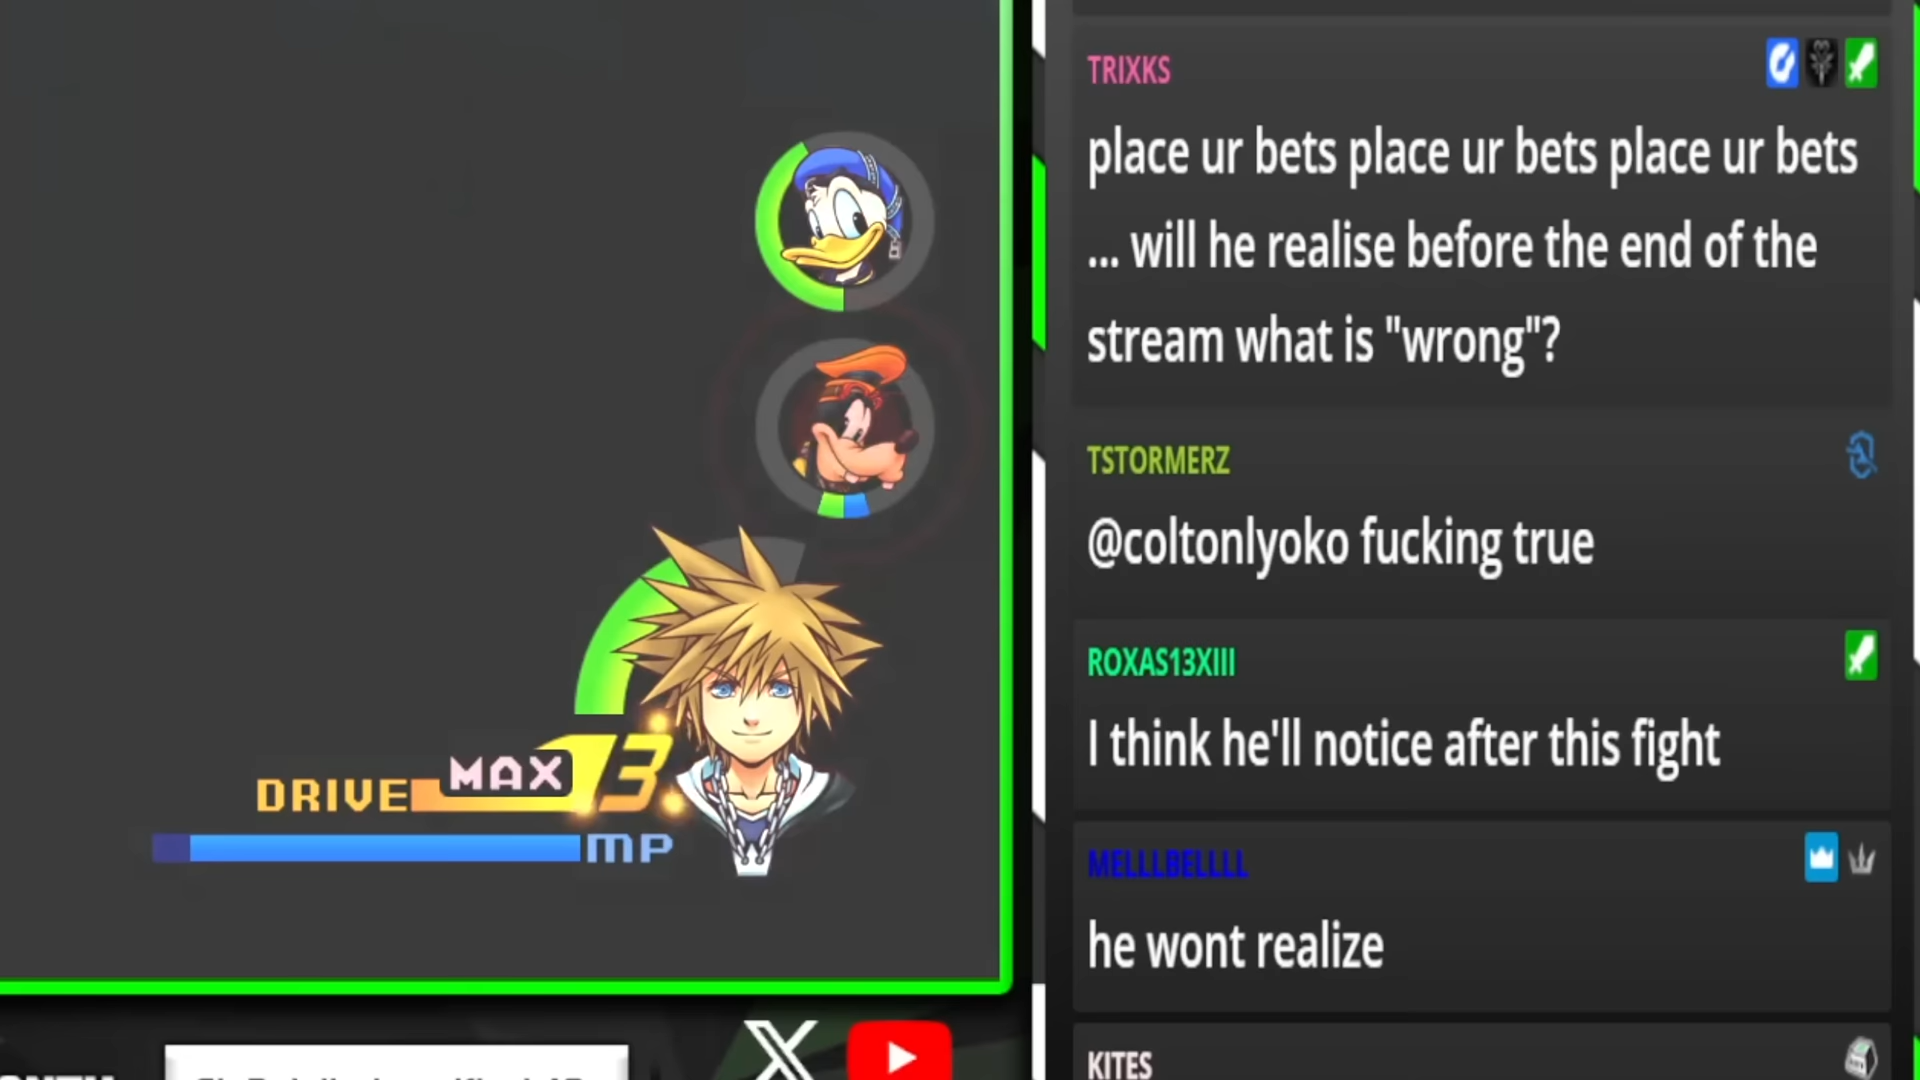 TRIXKS
place ur bets place ur bets place ur bets
... will he realise before the end of the
stream what is "wrong"?
TSTORMERZ
@coltonlyoko fucking true
ROXAS13XIII
I think he'll notice after this fight
MELLLBELLLL
he wont realize
KITES
MAX
DRIVE
3
MP